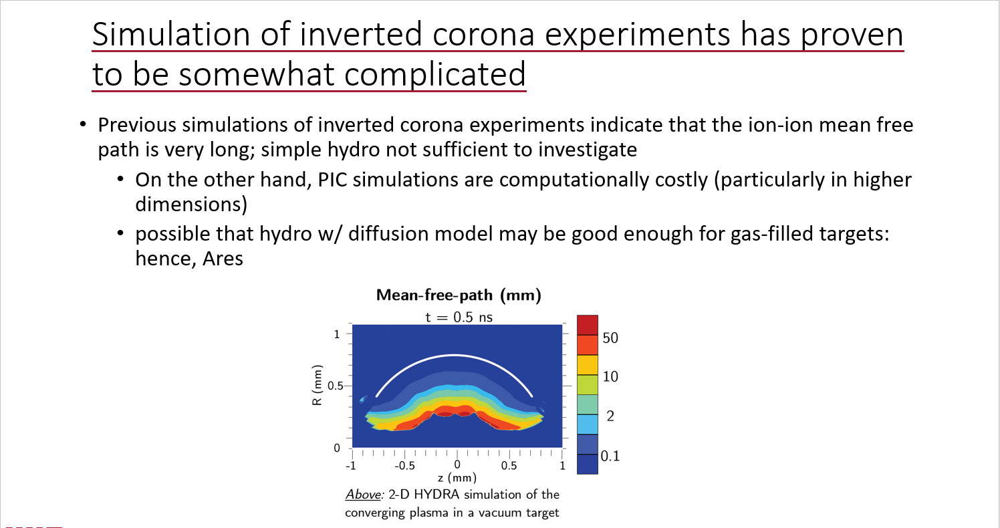 Simulation of inverted corona experiments has proven
to be somewhat complicated
• Previous simulations of inverted corona experiments indicate that the ion-ion mean free
path is very long; simple hydro not sufficient to investigate
• On the other hand, PIC simulations are computationally costly (particularly in higher
dimensions)
• possible that hydro w/ diffusion model may be good enough for gas-filled targets:
hence, Ares
Mean-free-path (mm)
t = 0.5 ns
1
0.5
0
R (mm)
-1 -0.5 0 0.5 1
z (mm)
50
10
2
0.1
Above: 2-D HYDRA simulation of the
converging plasma in a vacuum target